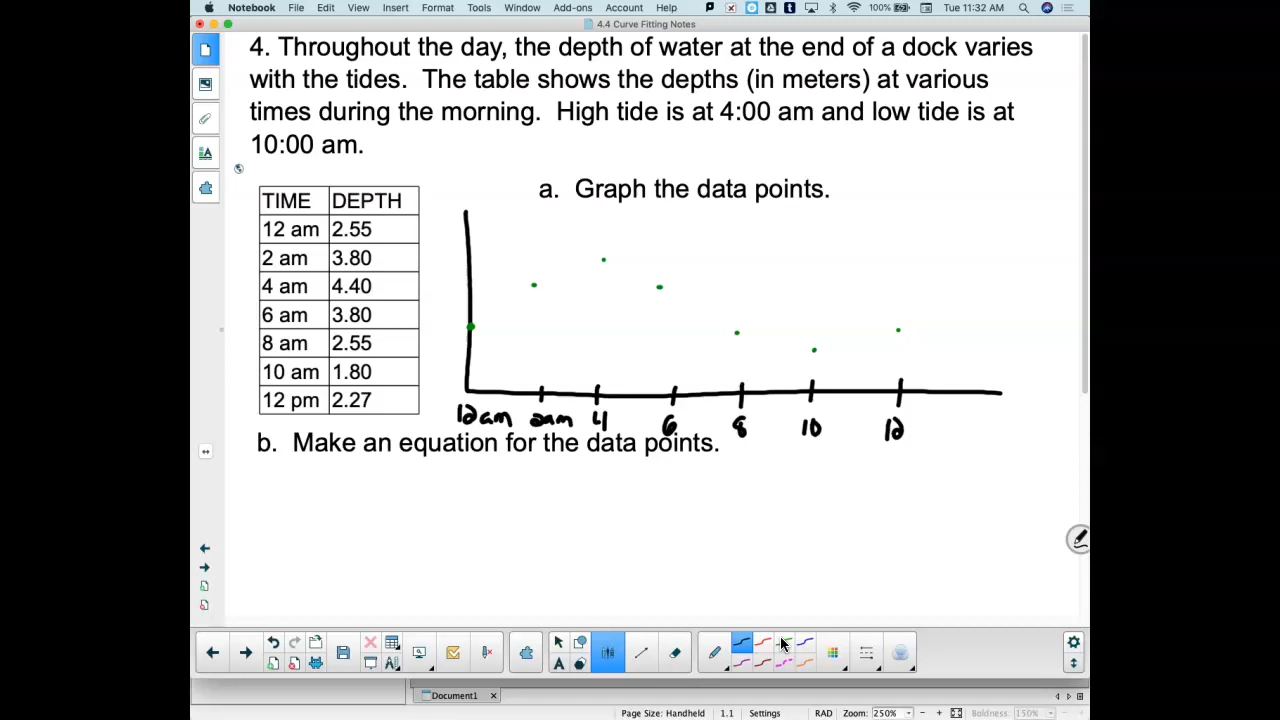 Notebook File Edit View Insert Format Tools Window Add-ons Account Help 100% Tue 11:32 AM
4.4 Curve Fitting Notes
4. Throughout the day, the depth of water at the end of a dock varies
with the tides. The table shows the depths (in meters) at various
times during the morning. High tide is at 4:00 am and low tide is at
10:00 am.
a. Graph the data points.
TIME DEPTH
12 am 2.55
2 am 3.80
4 am 4.40
6 am 3.80
8 am 2.55
10 am 1.80
12 pm 2.27
12am 2am 4 6 8 10 12
b. Make an equation for the data points.
Document1
Page Size: Handheld 1.1 Settings RAD Zoom: 250% Boldness: 150%